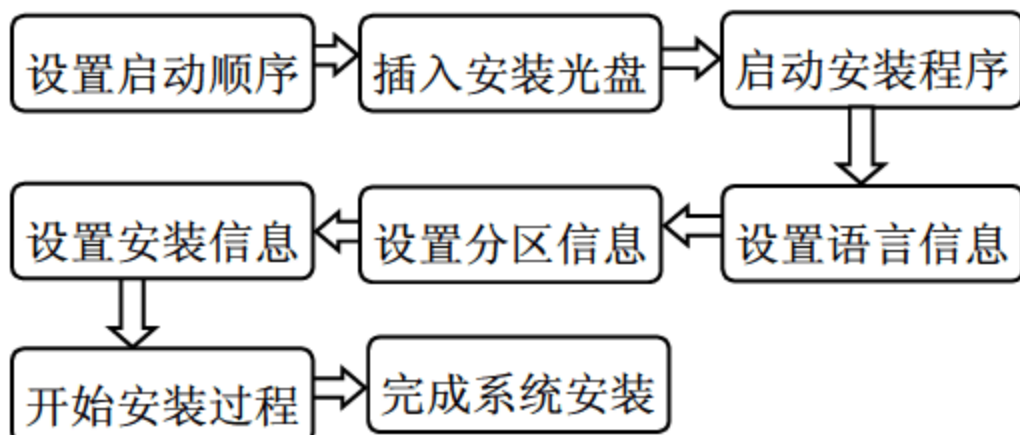 设置启动顺序
插入安装光盘
启动安装程序
设置语言信息
设置分区信息
设置安装信息
开始安装过程
完成系统安装